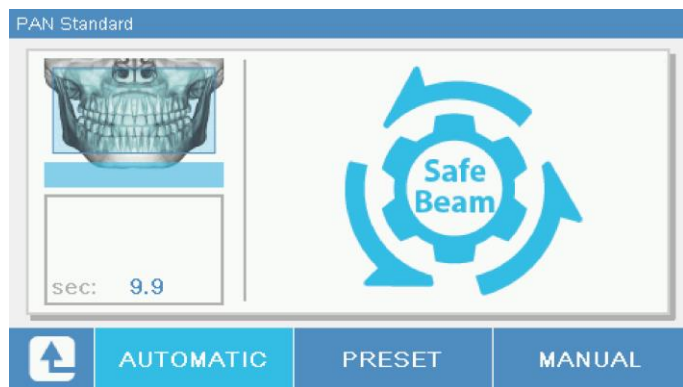 PAN Standard
Safe
Beam
sec: 9.9
AUTOMATIC PRESET MANUAL